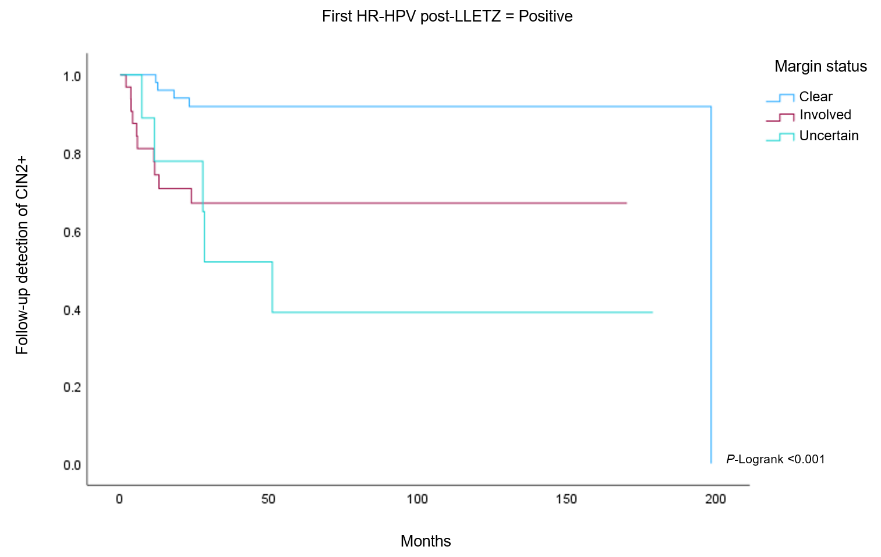 First HR-HPV post-LLETZ = Positive
Margin status
Clear
Involved
Uncertain
Follow-up detection of CIN2+
1.0
0.8
0.6
0.4
0.2
0.0
P-Logrank <0.001
0 50 100 150 200
Months